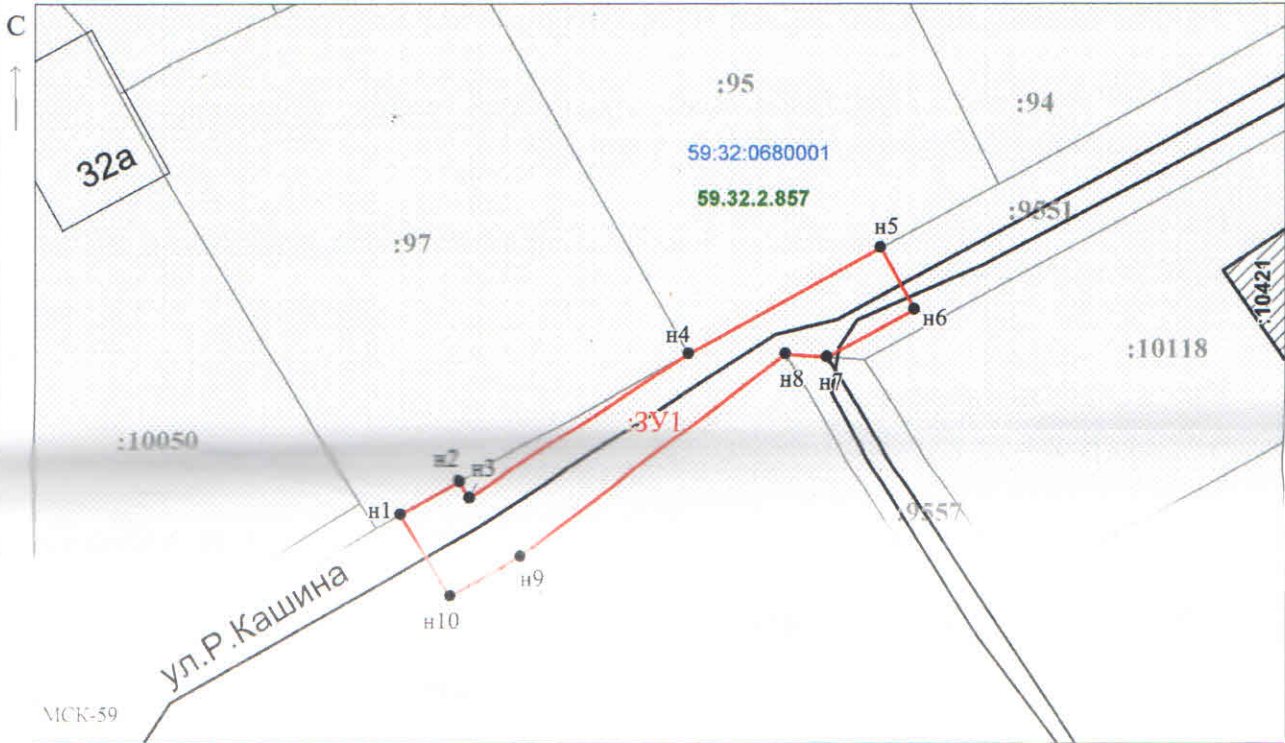 С
:95
:94
32а
59:32:0680001
59.32.2.857
:9551
:97
н5
:10421
н6
н4
:10118
н8
н7
:ЗУ1
:10050
н2
н3
н1
:9557
н9
ул.Р.Кашина
н10
МСК-59